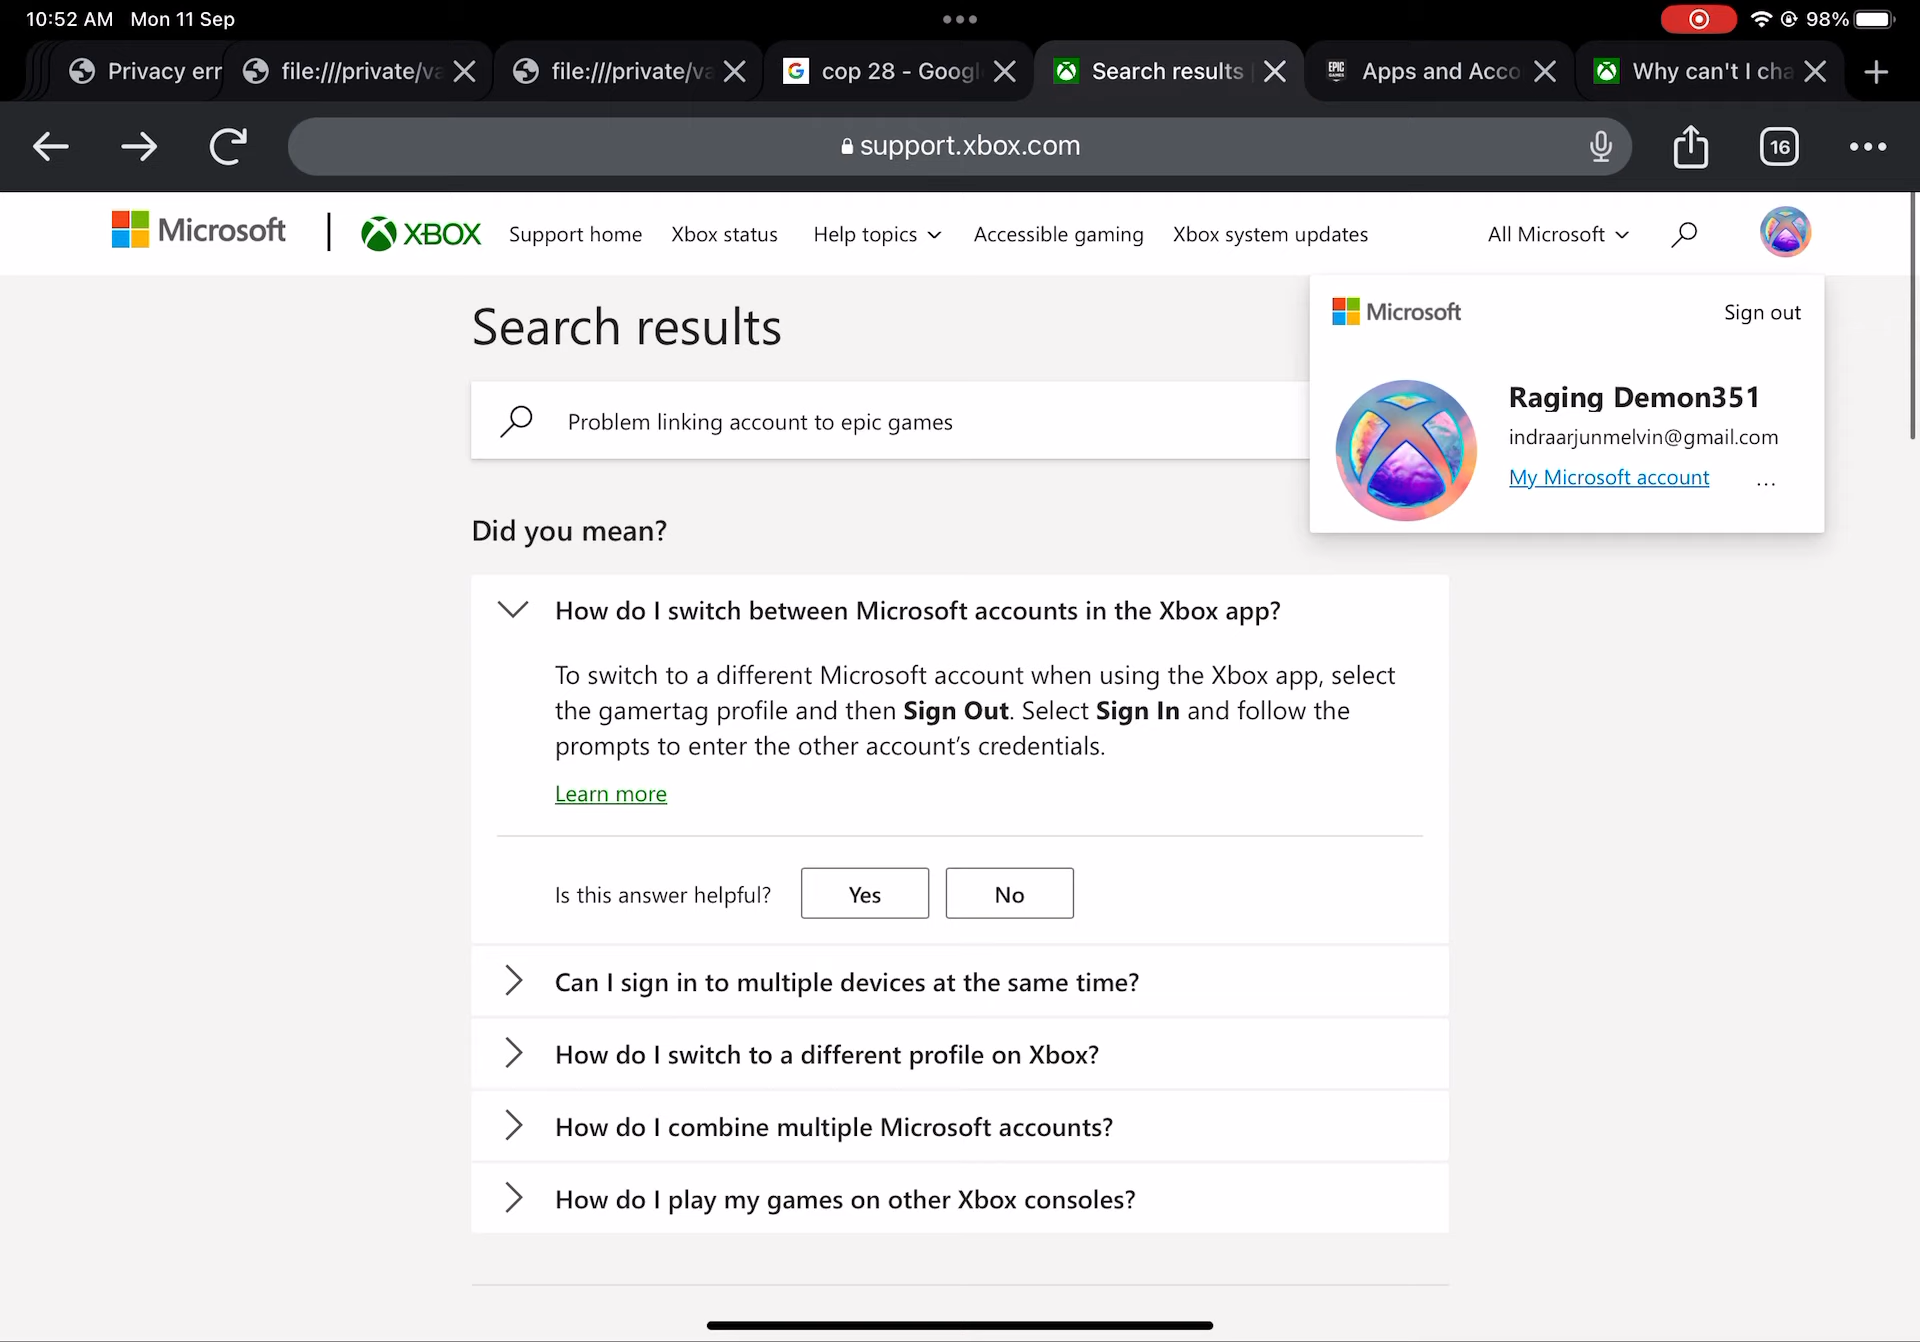 10:52 AM Mon 11 Sep
98%
Privacy err
file:///private/va
file:///private/va
cop 28 - Googl
Search results
EPIC GAMES
Apps and Acco
Why can't I cha
support.xbox.com
16
Microsoft
XBOX
Support home
Xbox status
Help topics
Accessible gaming
Xbox system updates
All Microsoft
Search results
Microsoft
Sign out
Raging Demon351
indraarjunmelvin@gmail.com
My Microsoft account
...
Problem linking account to epic games
Did you mean?
How do I switch between Microsoft accounts in the Xbox app?
To switch to a different Microsoft account when using the Xbox app, select
the gamertag profile and then Sign Out. Select Sign In and follow the
prompts to enter the other account’s credentials.
Learn more
Is this answer helpful?
Yes
No
Can I sign in to multiple devices at the same time?
How do I switch to a different profile on Xbox?
How do I combine multiple Microsoft accounts?
How do I play my games on other Xbox consoles?